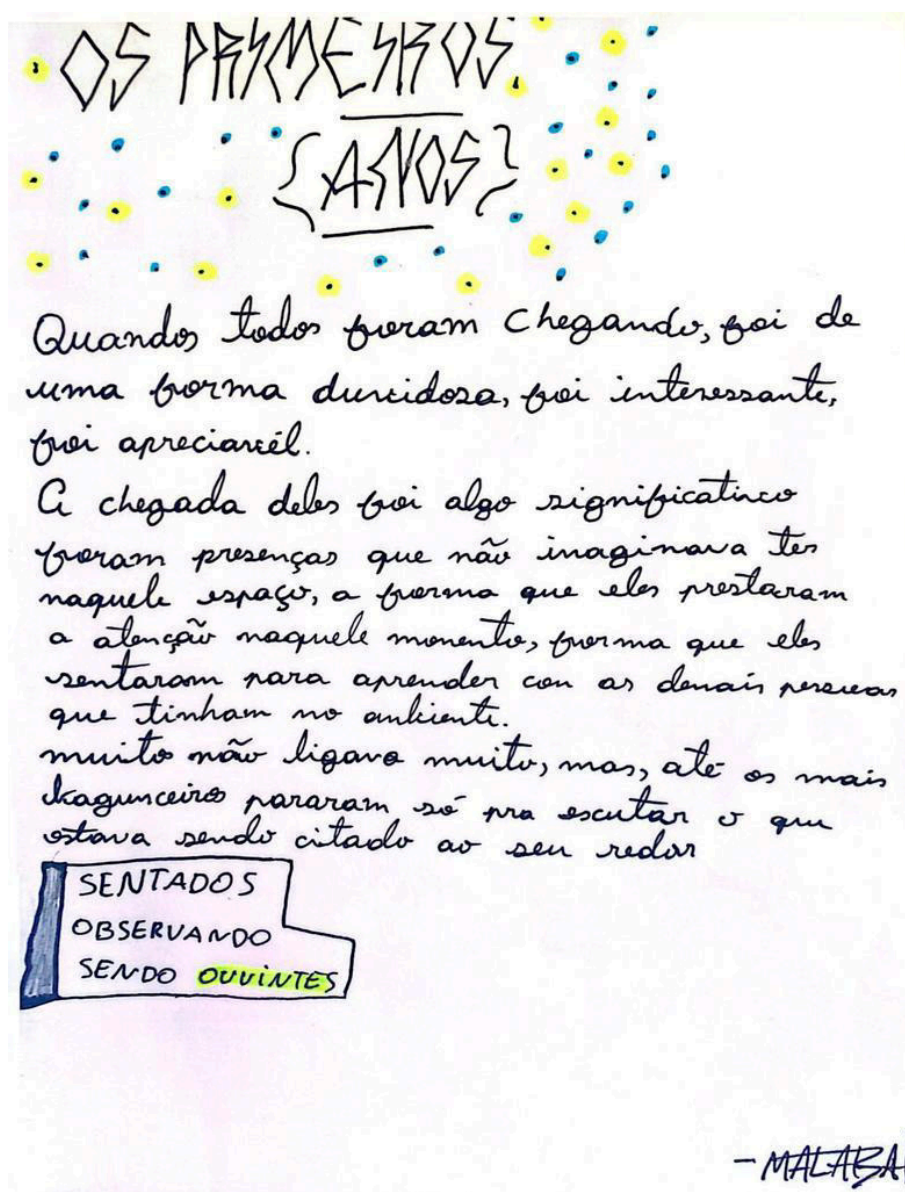 OS PRIMEIROS
{ANOS}
Quandos todos foram chegando, foi de
uma forma duvidosa, foi interessante,
foi apreciavél.
A chegada deles foi algo significativo
foram presenças que não imaginava ter
naquele espaço, a forma que eles prestaram
a atenção naquele momento, forma que eles
sentaram para aprender con as demais pessoas
que tinham no ambiente.
muito não ligava muito, mas, até os mais
bagunceiros pararam só pra escutar o que
estava sendo citado ao seu redor
SENTADOS
OBSERVANDO
SENDO OUVINTES